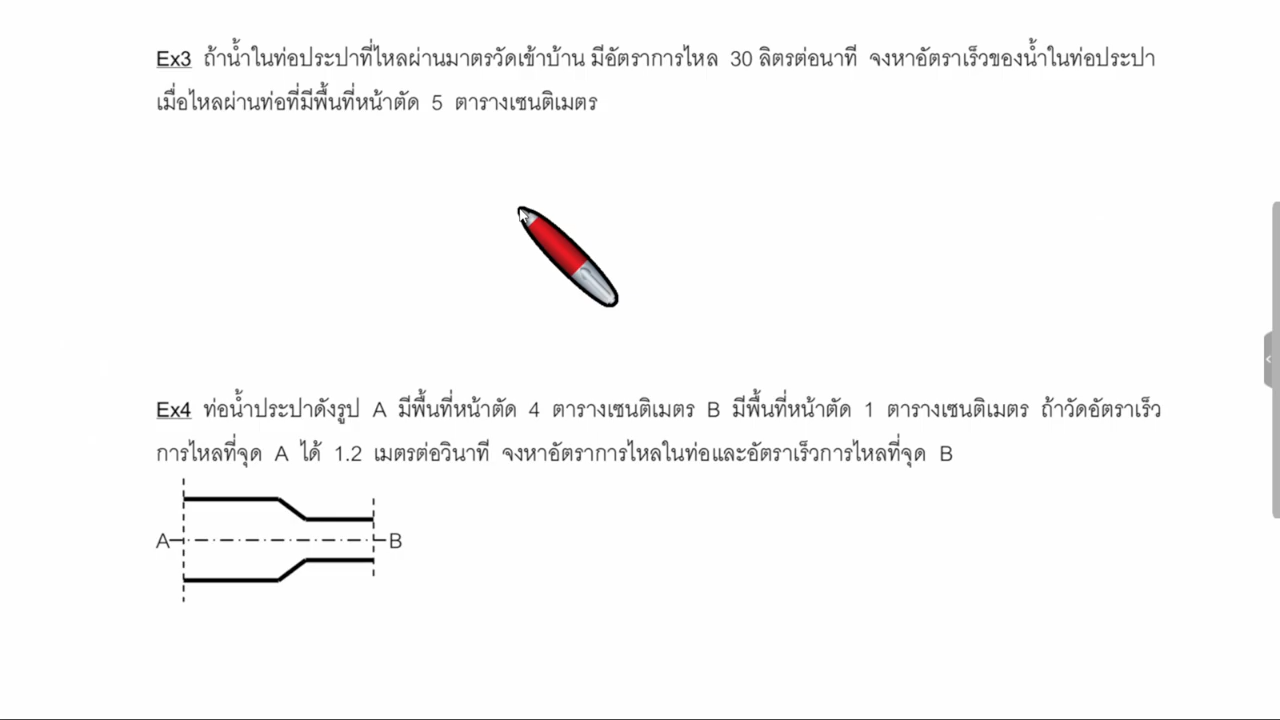 Ex3 ถ้าน้ำในท่อประปาที่ไหลผ่านมาตรวัดเข้าบ้าน มีอัตราการไหล 30 ลิตรต่อนาที จงหาอัตราเร็วของน้ำในท่อประปา
เมื่อไหลผ่านท่อที่มีพื้นที่หน้าตัด 5 ตารางเซนติเมตร
Ex4 ท่อน้ำประปาดังรูป A มีพื้นที่หน้าตัด 4 ตารางเซนติเมตร B มีพื้นที่หน้าตัด 1 ตารางเซนติเมตร ถ้าวัดอัตราเร็ว
การไหลที่จุด A ได้ 1.2 เมตรต่อวินาที จงหาอัตราการไหลในท่อและอัตราเร็วการไหลที่จุด B
A B